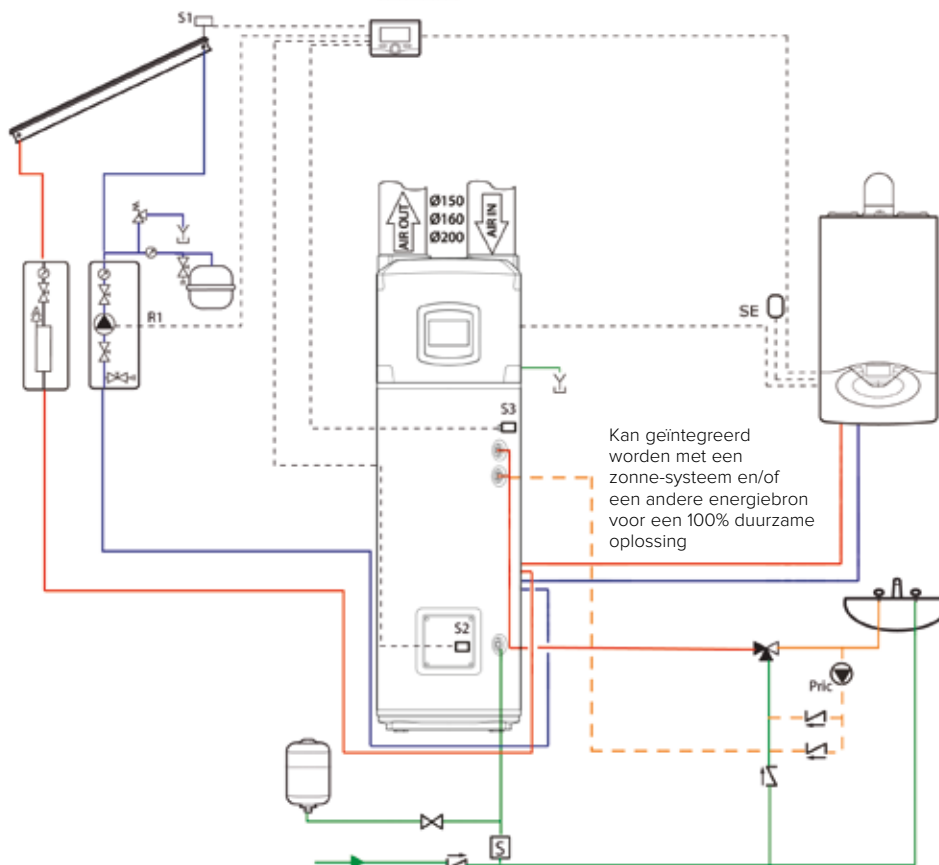 S1
AIR OUT
Ø150
Ø160
Ø200
AIR IN
R1
SE
S3
Kan geïntegreerd
worden met een
zonne-systeem en/of
een andere energiebron
voor een 100% duurzame
oplossing
S2
Pric
S